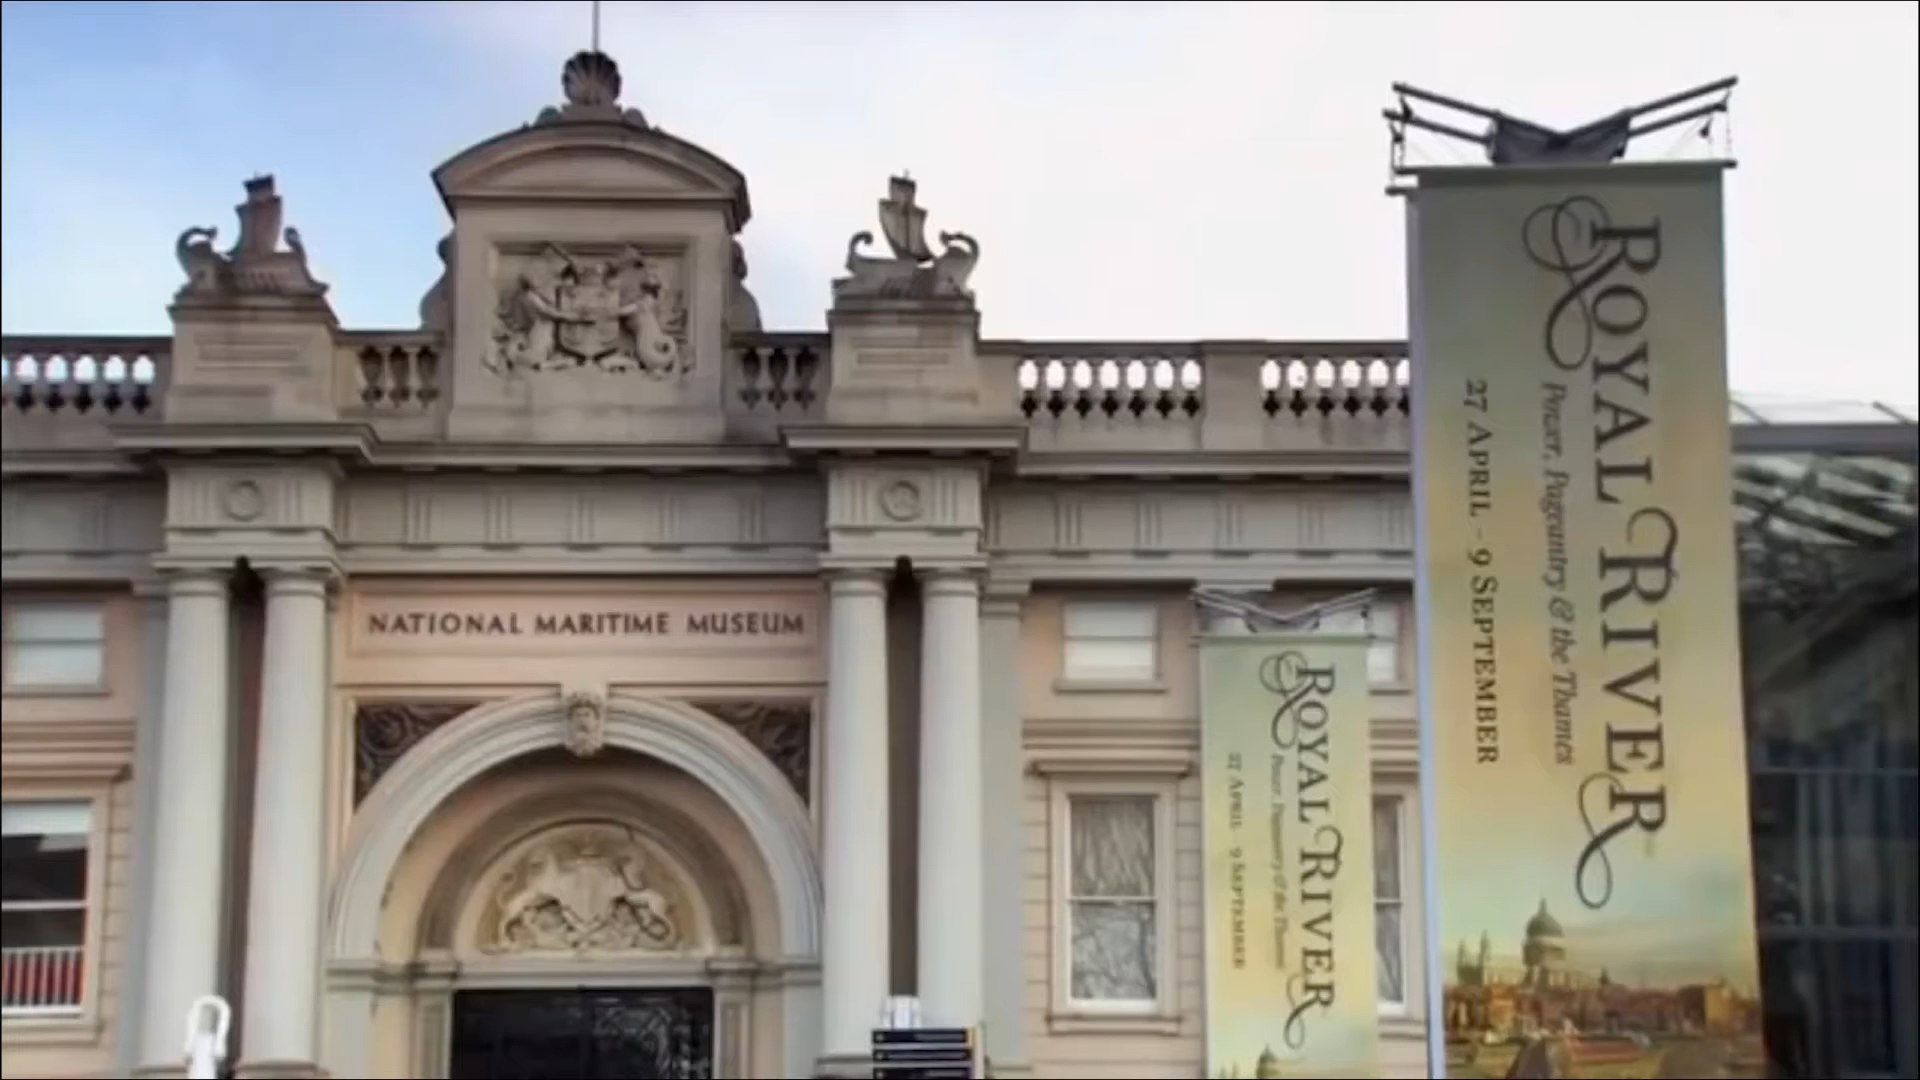 NATIONAL MARITIME MUSEUM
ROYAL RIVER
Power, Pageantry & the Thames
27 APRIL - 9 SEPTEMBER
ROYAL RIVER
Power, Pageantry & the Thames
27 APRIL 9 SEPTEMBER